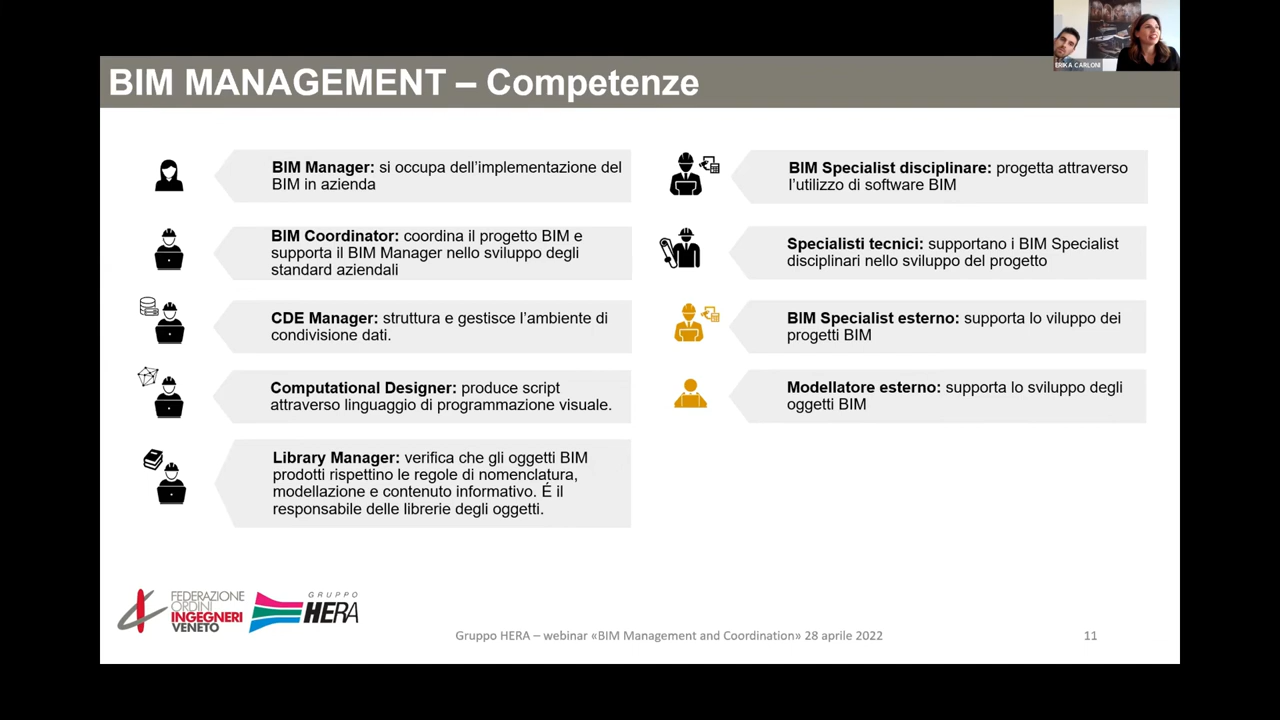 ERIKA CARLONI
BIM MANAGEMENT – Competenze
BIM Manager: si occupa dell’implementazione del
BIM in azienda
BIM Coordinator: coordina il progetto BIM e
supporta il BIM Manager nello sviluppo degli
standard aziendali
CDE Manager: struttura e gestisce l’ambiente di
condivisione dati.
Computational Designer: produce script
attraverso linguaggio di programmazione visuale.
Library Manager: verifica che gli oggetti BIM
prodotti rispettino le regole di nomenclatura,
modellazione e contenuto informativo. É il
responsabile delle librerie degli oggetti.
BIM Specialist disciplinare: progetta attraverso
l’utilizzo di software BIM
Specialisti tecnici: supportano i BIM Specialist
disciplinari nello sviluppo del progetto
BIM Specialist esterno: supporta lo viluppo dei
progetti BIM
Modellatore esterno: supporta lo sviluppo degli
oggetti BIM
FEDERAZIONE
ORDINI
INGEGNERI
VENETO
GRUPPO
HERA
Gruppo HERA – webinar «BIM Management and Coordination» 28 aprile 2022
11